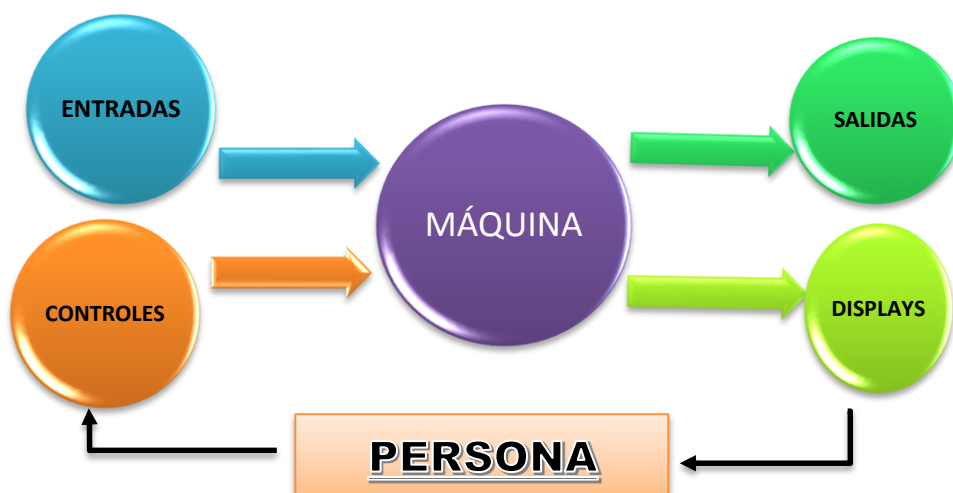 ENTRADAS
SALIDAS
MÁQUINA
CONTROLES
DISPLAYS
PERSONA